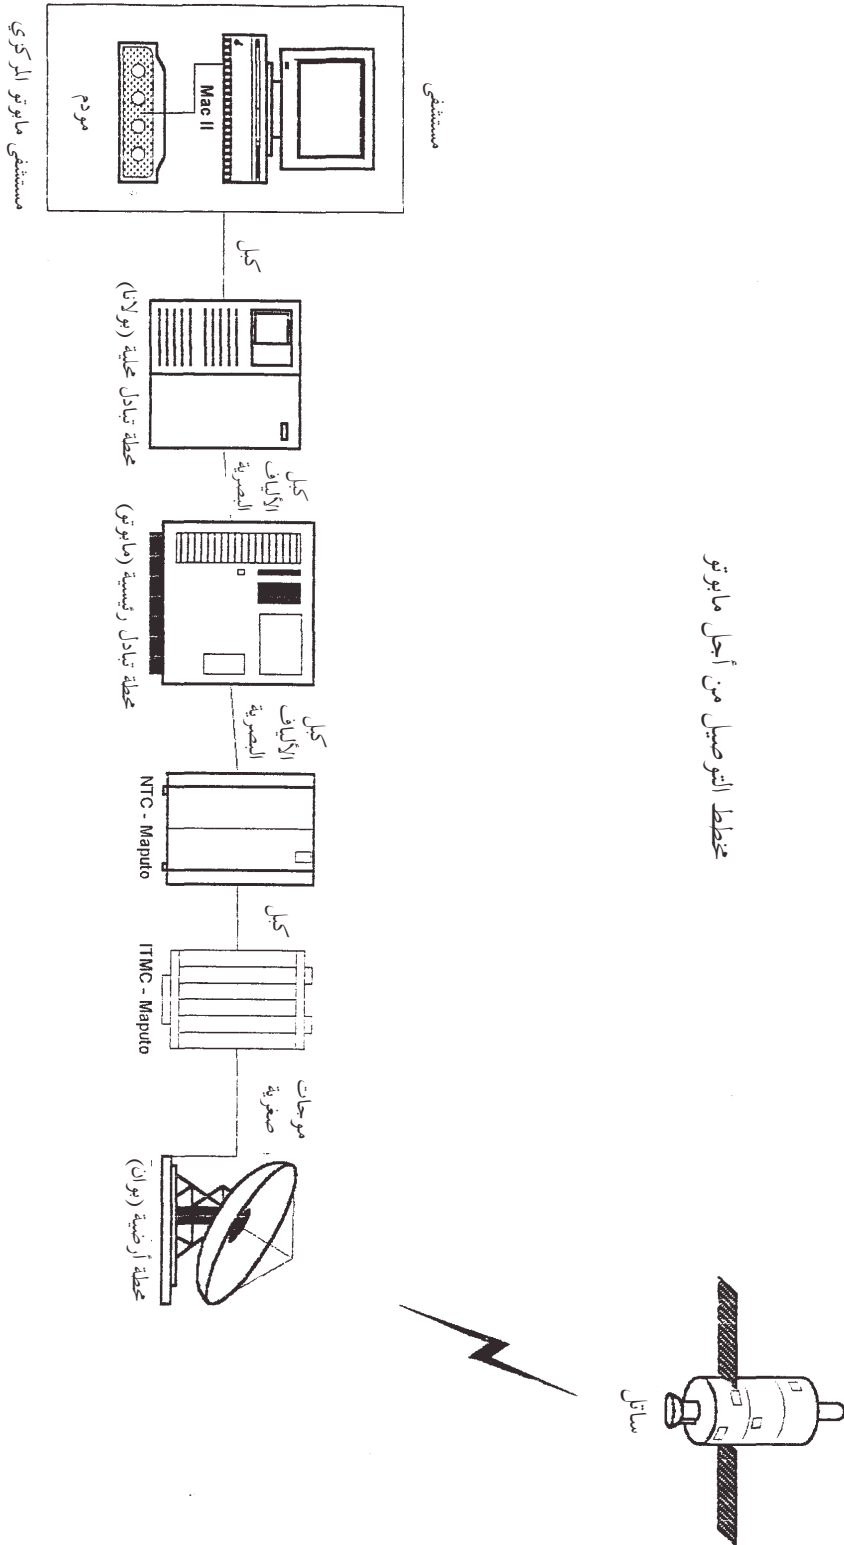 مخطط التوصيل من أجل مابوتو
ساتل
مستشفى
Mac II
مودم
مستشفى مابوتو المركزي
كبل
محطة تبادل محلية (بولانا)
كبل
الألياف
البصرية
محطة تبادل رئيسية (مابوتو)
كبل
الألياف
البصرية
NTC - Maputo
كبل
ITMC - Maputo
موجات
صغرية
محطة أرضية (بوان)